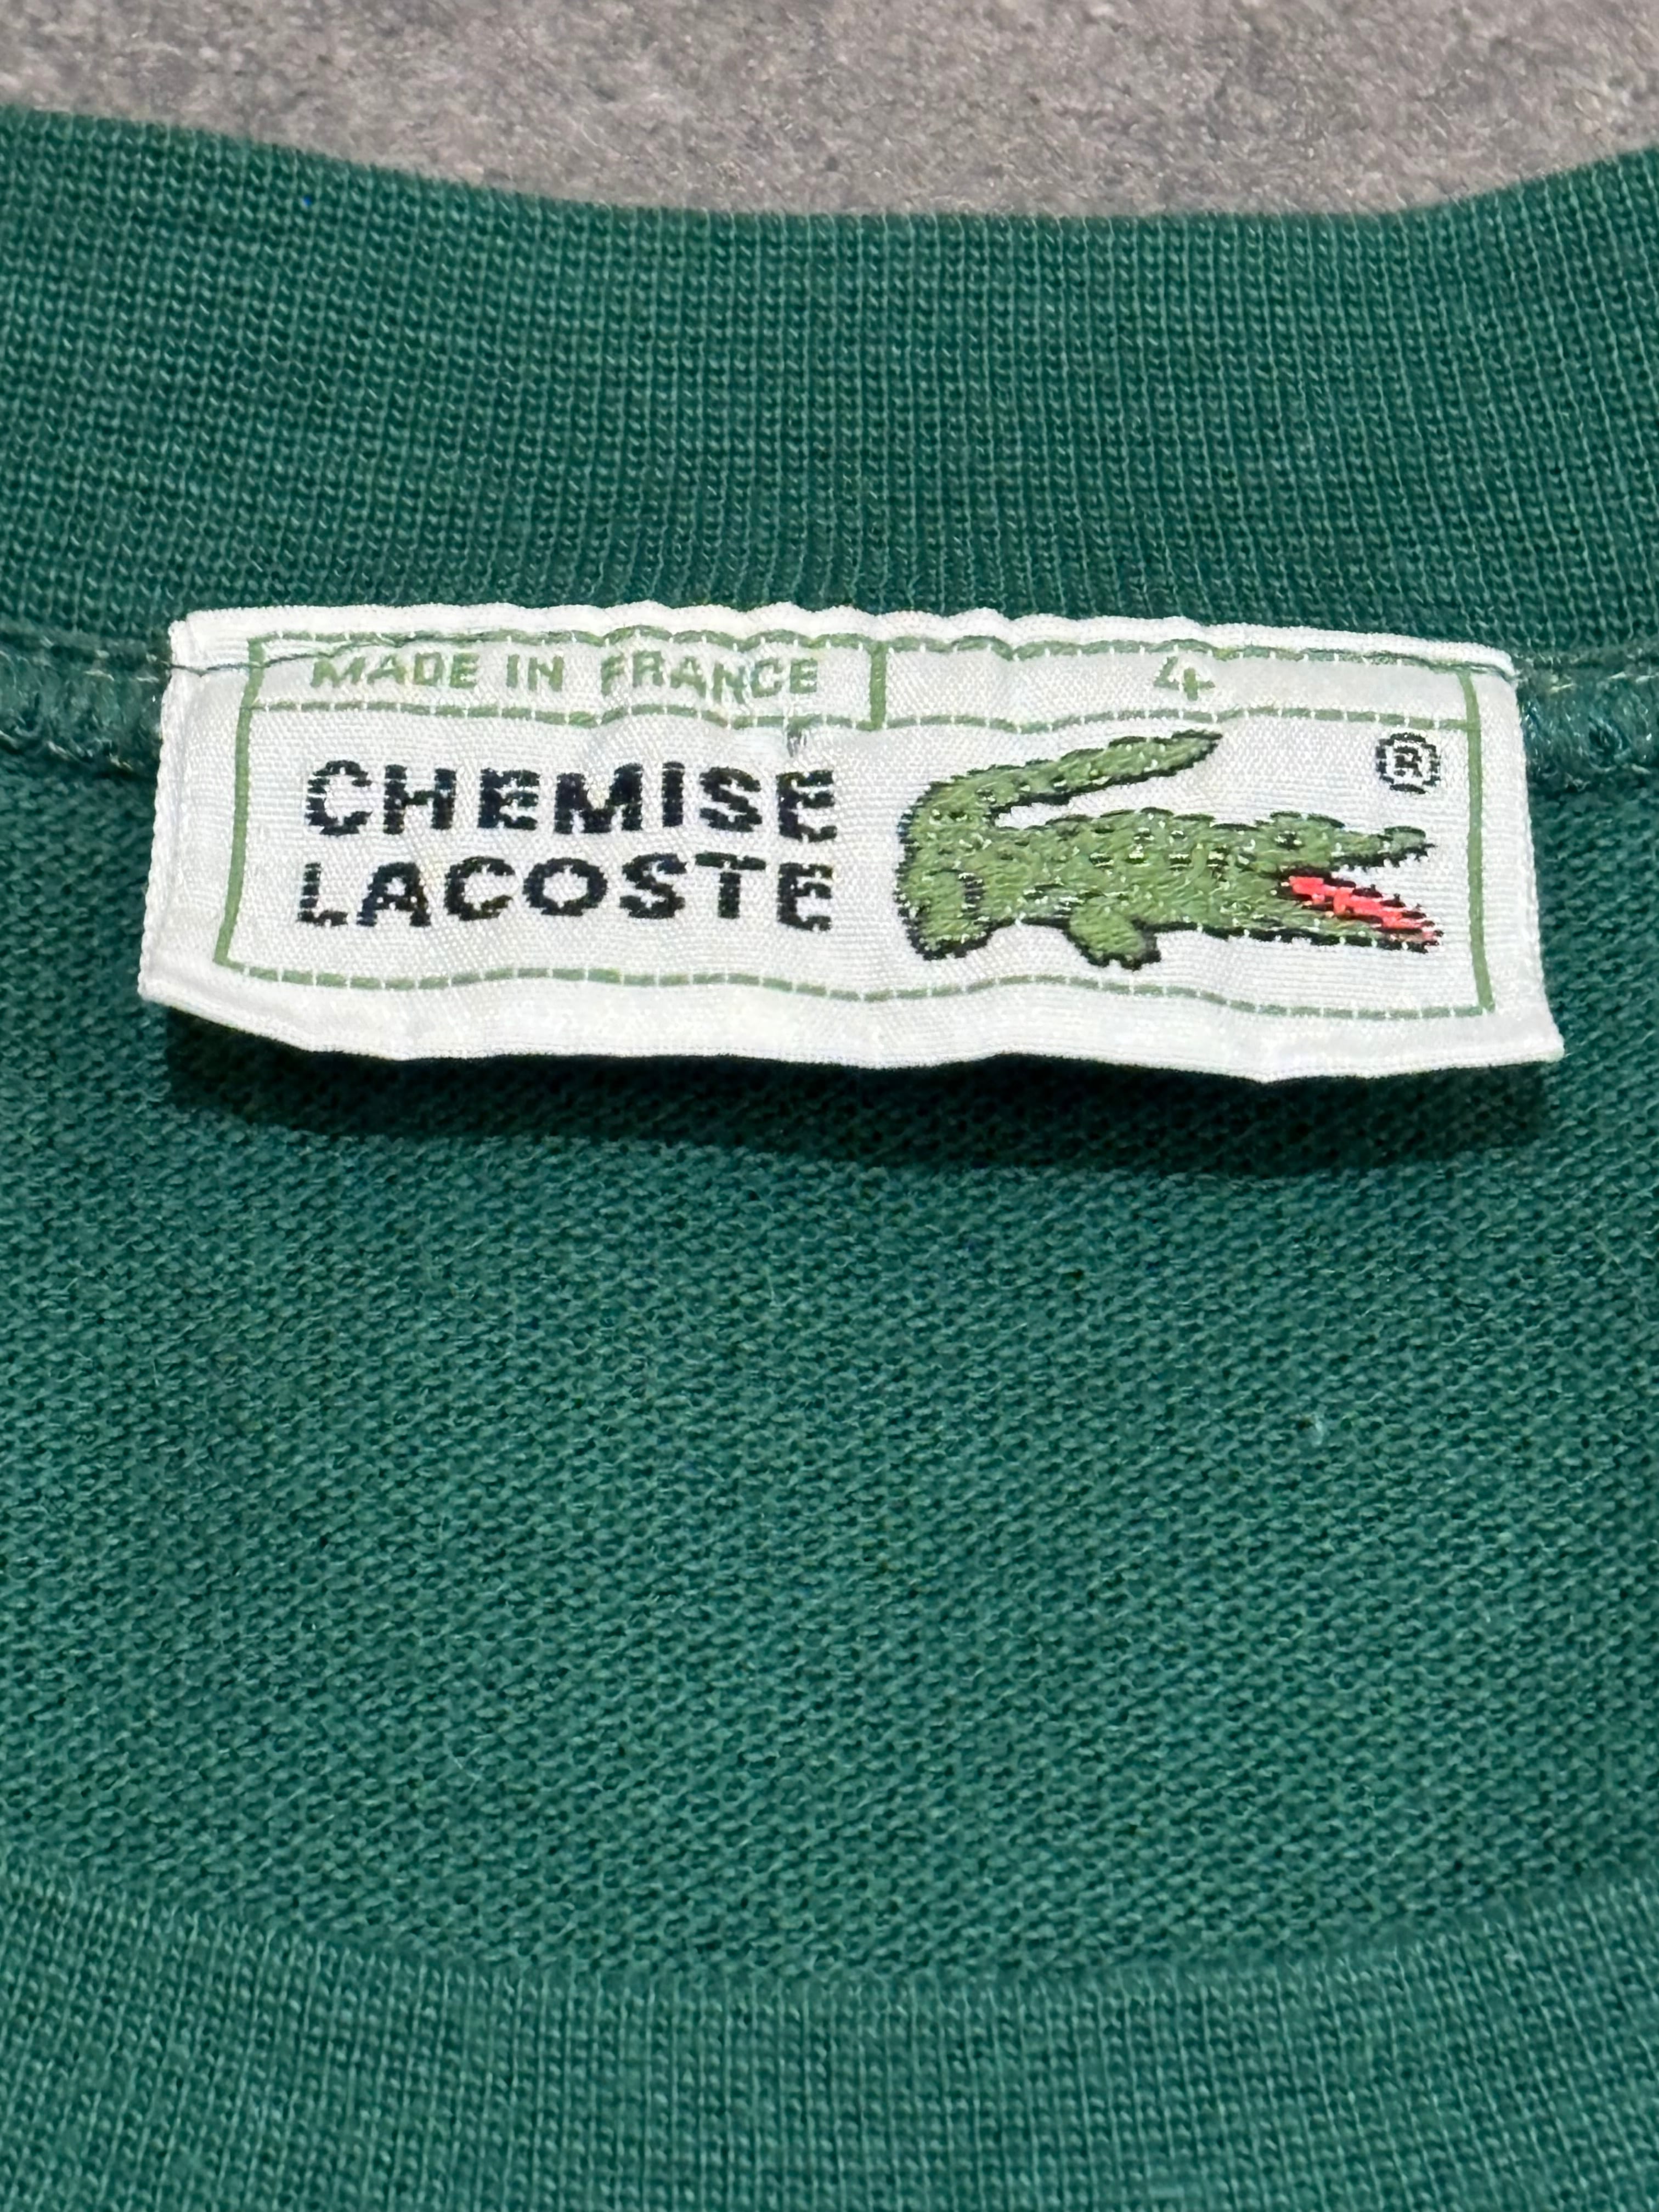 MADE IN FRANCE 4
CHEMISE
LACOSTE
®